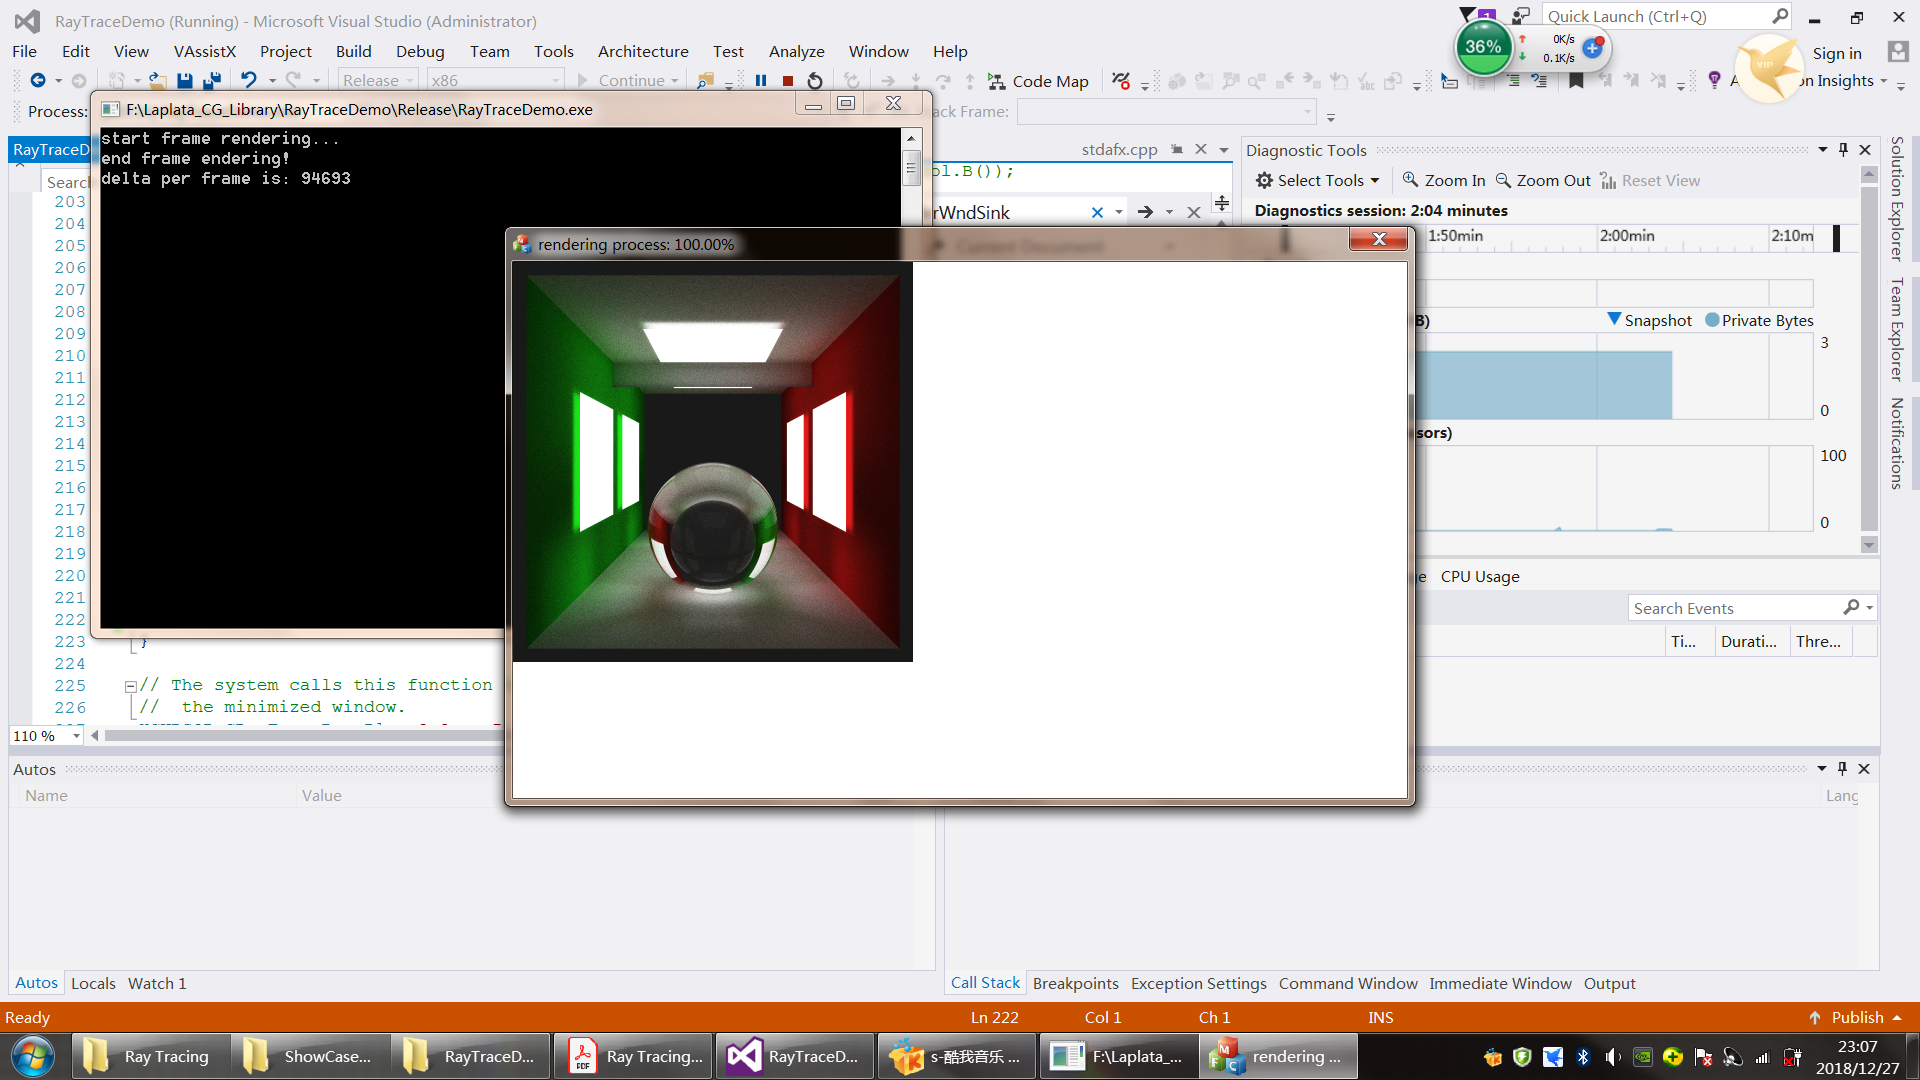 RayTraceDemo (Running) - Microsoft Visual Studio (Administrator)
1
Quick Launch (Ctrl+Q)
File Edit View VAssistX Project Build Debug Team Tools Architecture Test Analyze Window Help
36%
0K/s
0.1K/s
VIP
Sign in
Release x86 Continue Code Map
on Insights
Process:
ck Frame:
F:\Laplata_CG_Library\RayTraceDemo\Release\RayTraceDemo.exe
start frame rendering...
end frame endering!
delta per frame is: 94693
RayTraceD
stdafx.cpp
Search
ol.B());
rWndSink
Current Document
203
204
205
206
207
208
209
210
211
212
213
214
215
216
217
218
219
220
221
222
223 }
224
225 // The system calls this function
226 // the minimized window.
110 %
rendering process: 100.00%
Diagnostic Tools
Select Tools Zoom In Zoom Out Reset View
Diagnostics session: 2:04 minutes
1:50min 2:00min 2:10m
B) Snapshot Private Bytes
3
0
sors)
100
0
e CPU Usage
Search Events
Ti... Durati... Thre...
Solution Explorer
Team Explorer
Notifications
Autos
Name Value
Lang
Autos Locals Watch 1
Call Stack Breakpoints Exception Settings Command Window Immediate Window Output
Ready Ln 222 Col 1 Ch 1 INS Publish
Ray Tracing ShowCase... RayTraceD... Ray Tracing... RayTraceD... s-酷我音乐 ... F:\Laplata_... rendering ...
PDF
23:07
2018/12/27